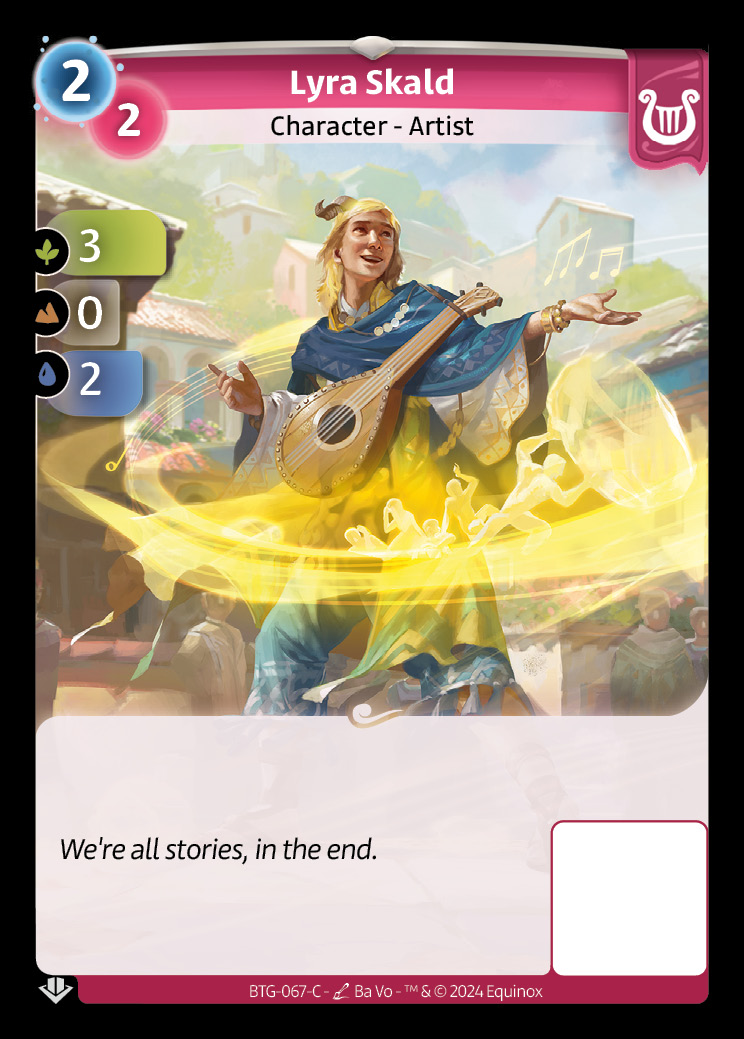 2
Lyra Skald
2
Character - Artist
3
0
2
We're all stories, in the end.
BTG-067-C - Ba Vo - ™ & © 2024 Equinox